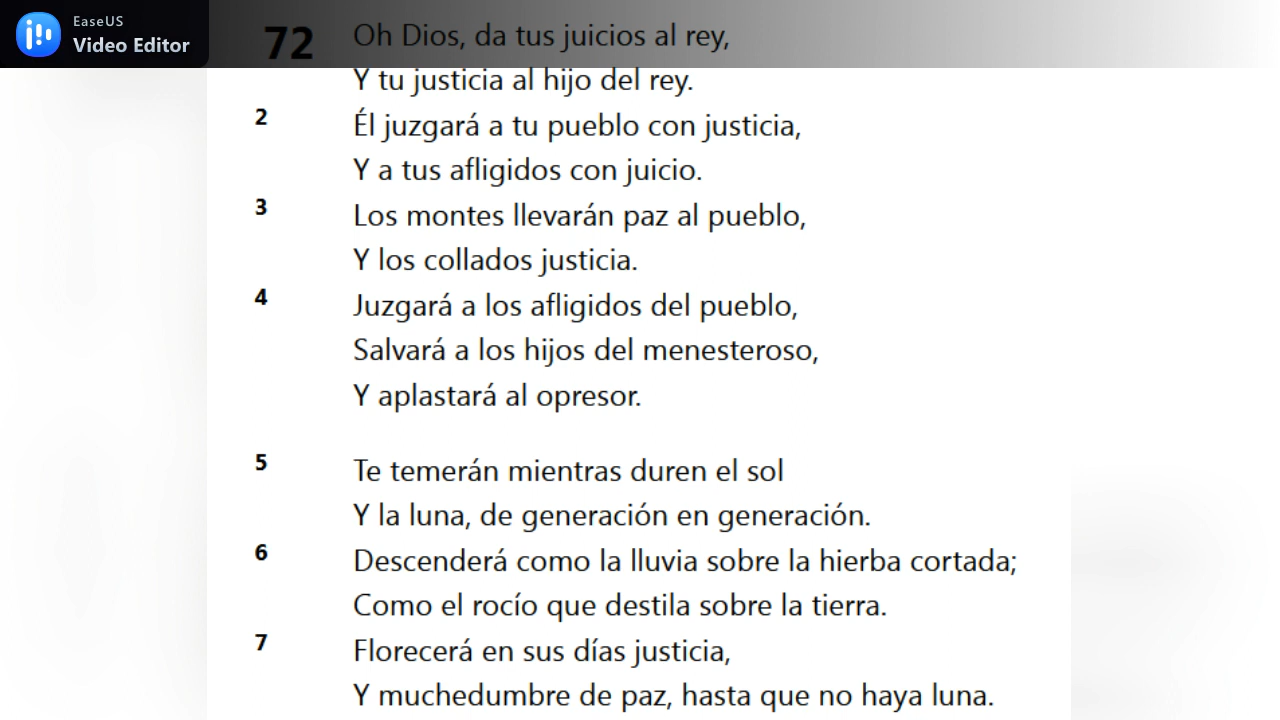 EaseUS
Video Editor
72 Oh Dios, da tus juicios al rey,
Y tu justicia al hijo del rey.
2 Él juzgará a tu pueblo con justicia,
Y a tus afligidos con juicio.
3 Los montes llevarán paz al pueblo,
Y los collados justicia.
4 Juzgará a los afligidos del pueblo,
Salvará a los hijos del menesteroso,
Y aplastará al opresor.
5 Te temerán mientras duren el sol
Y la luna, de generación en generación.
6 Descenderá como la lluvia sobre la hierba cortada;
Como el rocío que destila sobre la tierra.
7 Florecerá en sus días justicia,
Y muchedumbre de paz, hasta que no haya luna.